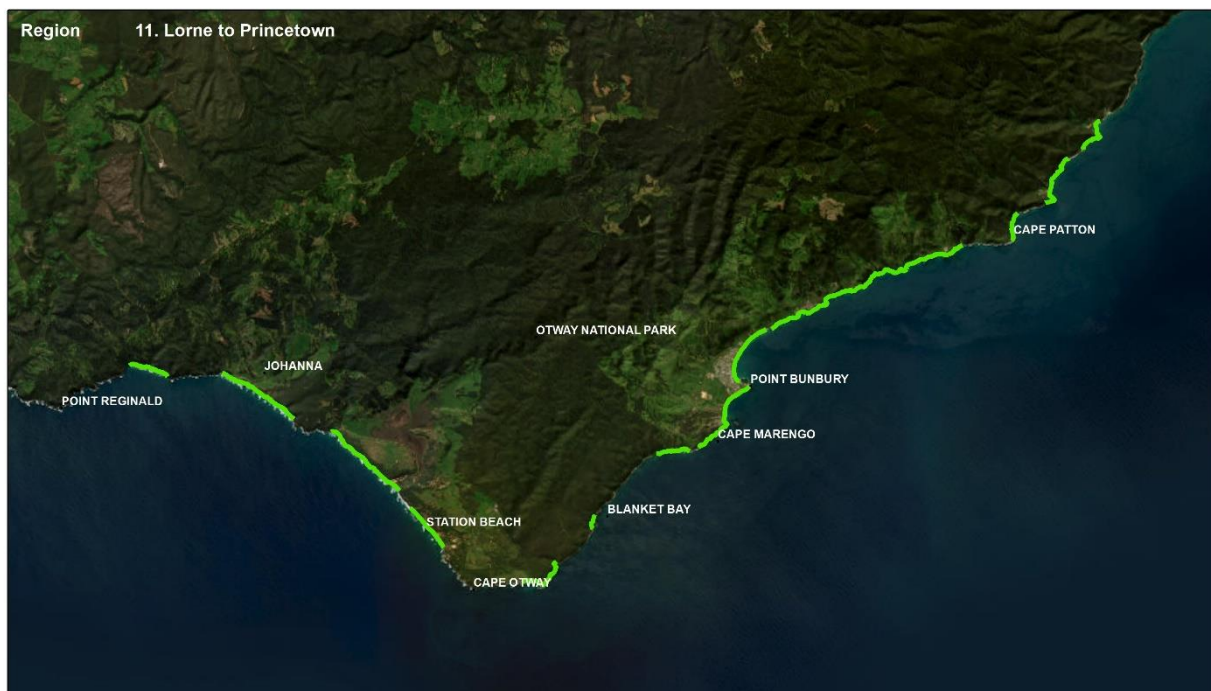 Region 11. Lorne to Princetown
CAPE PATTON
OTWAY NATIONAL PARK
JOHANNA
POINT BUNBURY
POINT REGINALD
CAPE MARENGO
BLANKET BAY
STATION BEACH
CAPE OTWAY